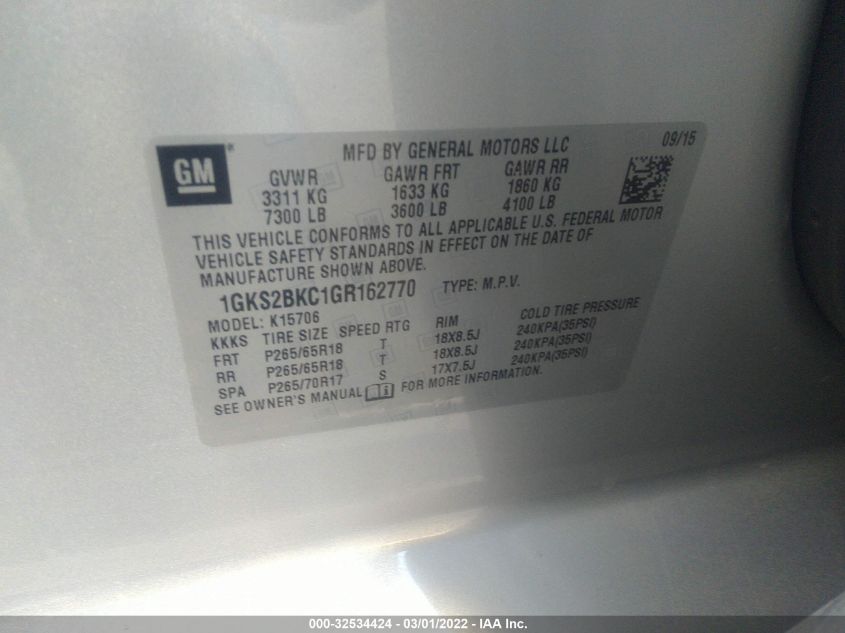 GM®
MFD BY GENERAL MOTORS LLC
09/15
GVWR GAWR FRT GAWR RR
3311 KG 1633 KG 1860 KG
7300 LB 3600 LB 4100 LB
THIS VEHICLE CONFORMS TO ALL APPLICABLE U.S. FEDERAL MOTOR
VEHICLE SAFETY STANDARDS IN EFFECT ON THE DATE OF
MANUFACTURE SHOWN ABOVE.
1GKS2BKC1GR162770 TYPE: M.P.V.
MODEL: K15706
KKKS TIRE SIZE SPEED RTG RIM COLD TIRE PRESSURE
FRT P265/65R18 T 18X8.5J 240KPA(35PSI)
RR P265/65R18 T 18X8.5J 240KPA(35PSI)
SPA P265/70R17 S 17X7.5J 240KPA(35PSI)
SEE OWNER'S MANUAL FOR MORE INFORMATION.
000-32534424 - 03/01/2022 - IAA Inc.